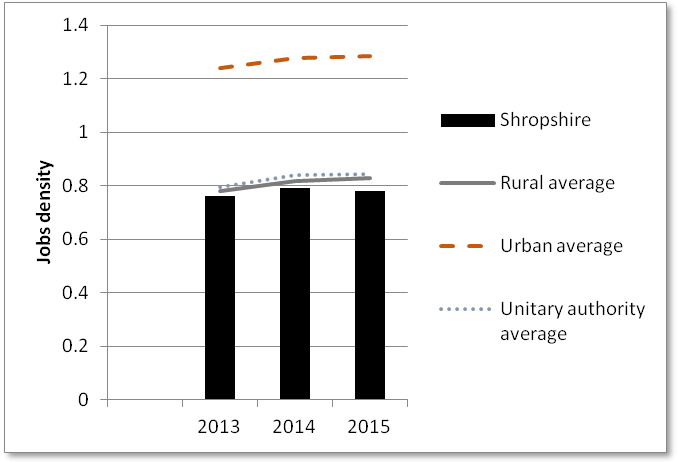 1.4
1.2
1
0.8
0.6
0.4
0.2
0
Jobs density
2013 2014 2015
Shropshire
Rural average
Urban average
Unitary authority
average